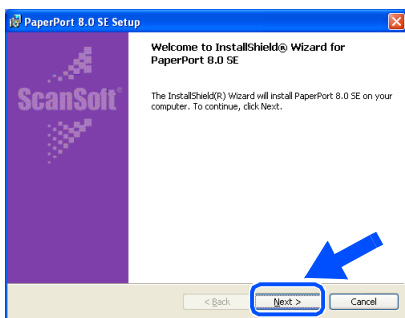 PaperPort 8.0 SE Setup
Welcome to InstallShield® Wizard for
PaperPort 8.0 SE
ScanSoft®
The InstallShield(R) Wizard will install PaperPort 8.0 SE on your
computer. To continue, click Next.
< Back
Next >
Cancel